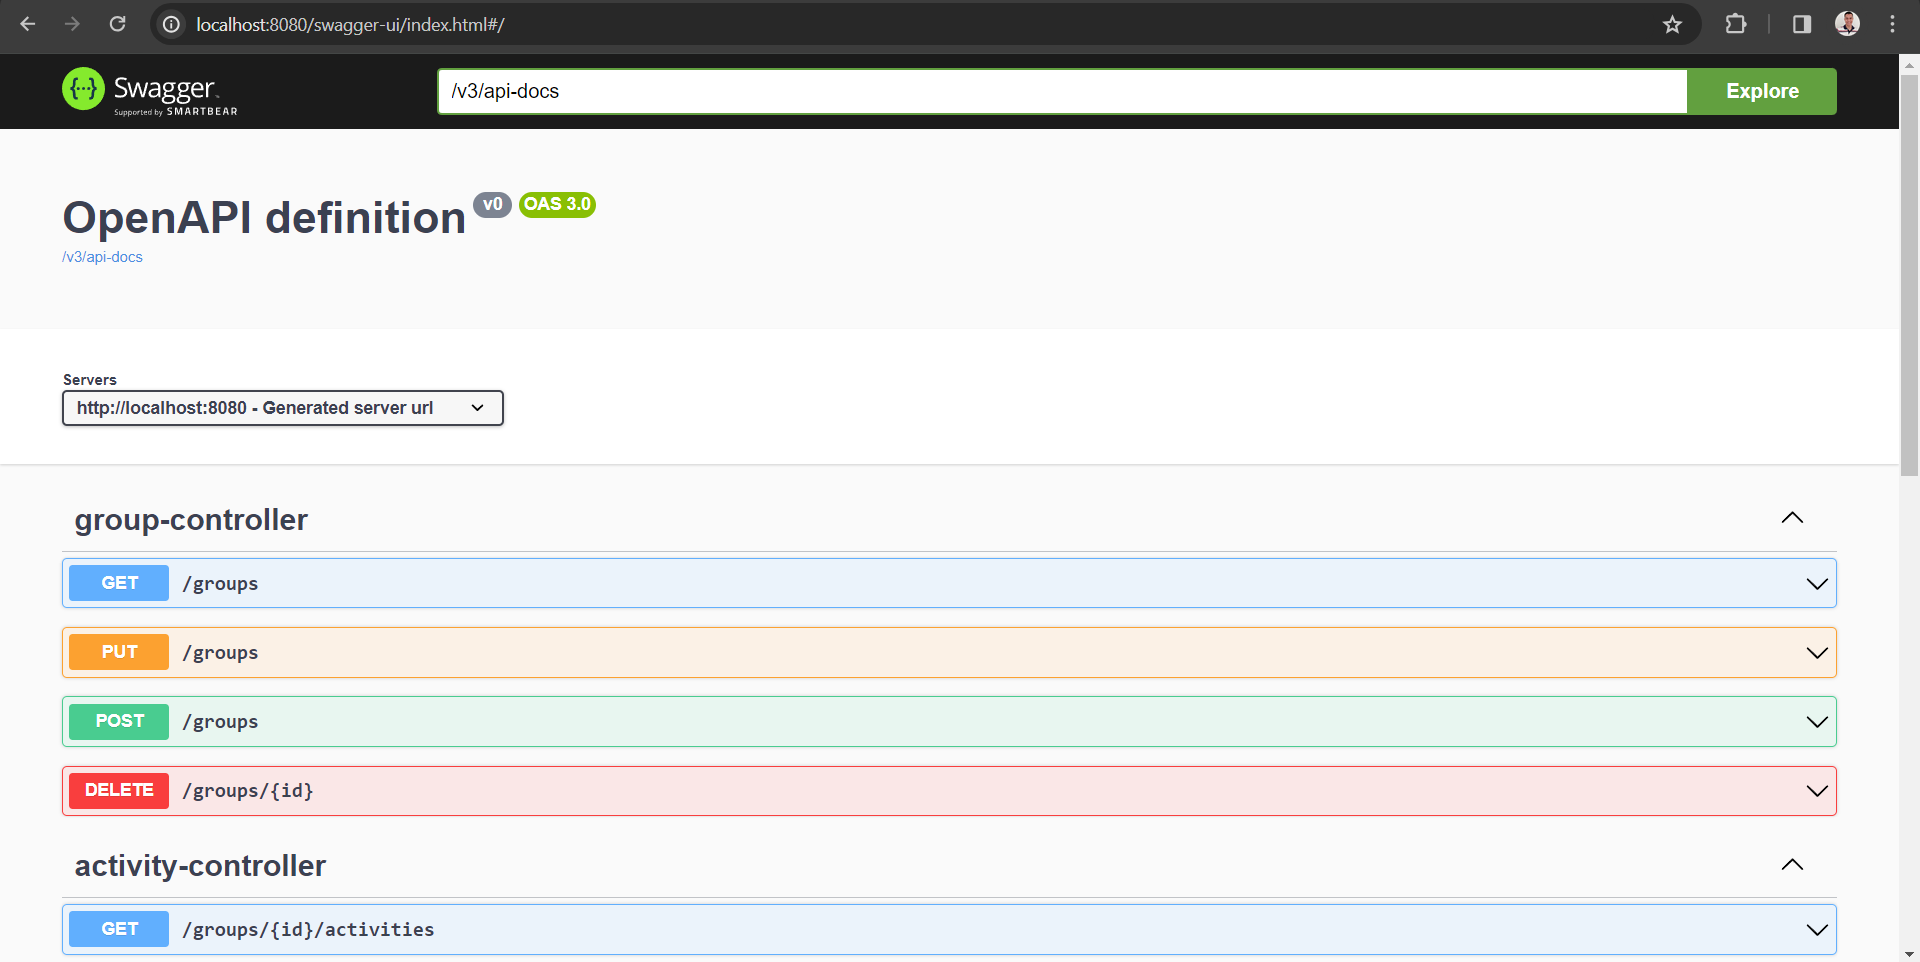 localhost:8080/swagger-ui/index.html#/
{···} Swagger
Supported by SMARTBEAR
/v3/api-docs
Explore
OpenAPI definition v0 OAS 3.0
/v3/api-docs
Servers
http://localhost:8080 - Generated server url
group-controller
GET /groups
PUT /groups
POST /groups
DELETE /groups/{id}
activity-controller
GET /groups/{id}/activities